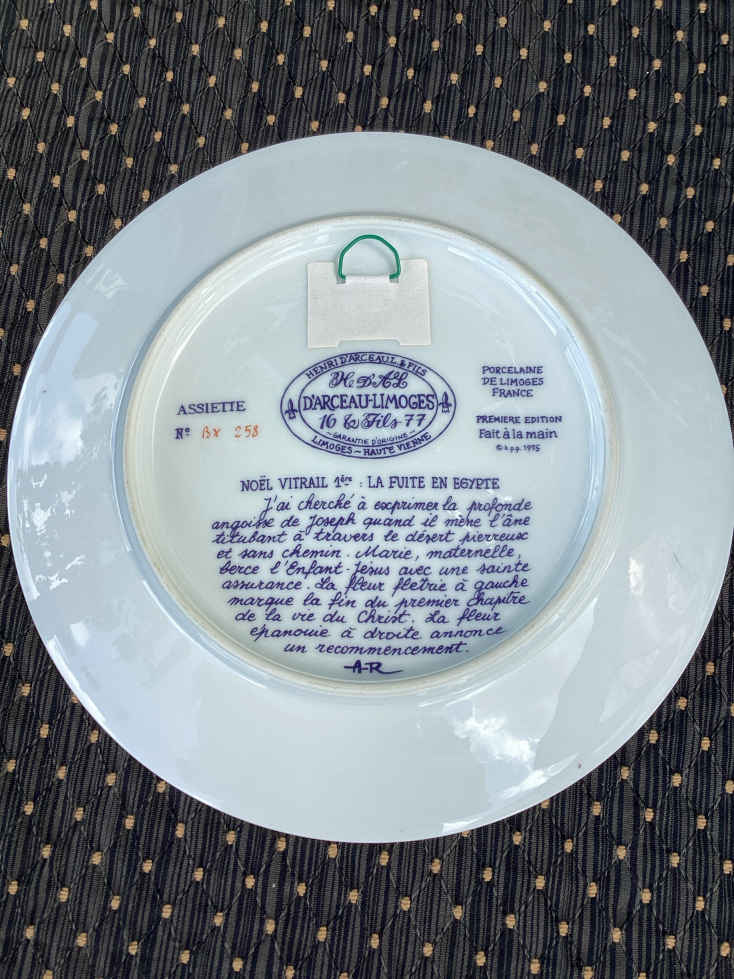 HENRI D'ARCEAUL & FILS
H. D'A. L
D'ARCEAU-LIMOGES
16 & Fils 77
GARANTIE D'ORIGINE
LIMOGES - HAUTE VIENNE
PORCELAINE
DE LIMOGES
FRANCE
ASSIETTE
Nº BX 258
PREMIERE EDITION
Fait à la main
© b.p.p. 1975
NOËL VITRAIL 1ère : LA FUITE EN EGYPTE
J'ai cherché à exprimer la profonde
angoisse de Joseph quand il mène l'âne
titubant à travers le désert pierreux
et sans chemin. Marie, maternelle,
berce l'Enfant-Jésus avec une sainte
assurance. La fleur fletrie à gauche
marque la fin du premier chapitre
de la vie du Christ. La fleur
épanouie à droite annonce
un recommencement.
A-R